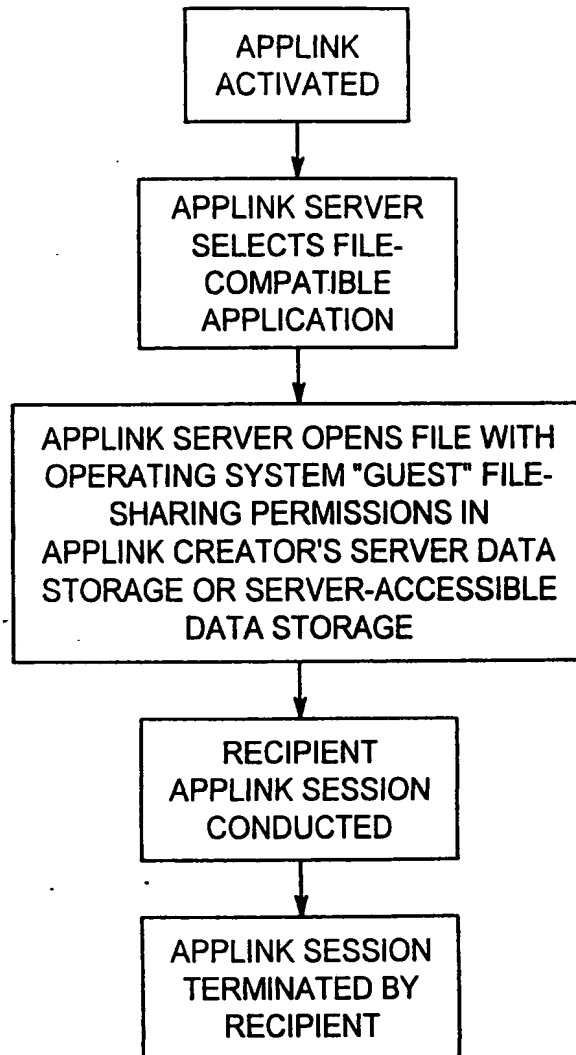 APPLINK
ACTIVATED
APPLINK SERVER
SELECTS FILE-
COMPATIBLE
APPLICATION
APPLINK SERVER OPENS FILE WITH
OPERATING SYSTEM "GUEST" FILE-
SHARING PERMISSIONS IN
APPLINK CREATOR'S SERVER DATA
STORAGE OR SERVER-ACCESSIBLE
DATA STORAGE
RECIPIENT
APPLINK SESSION
CONDUCTED
APPLINK SESSION
TERMINATED BY
RECIPIENT